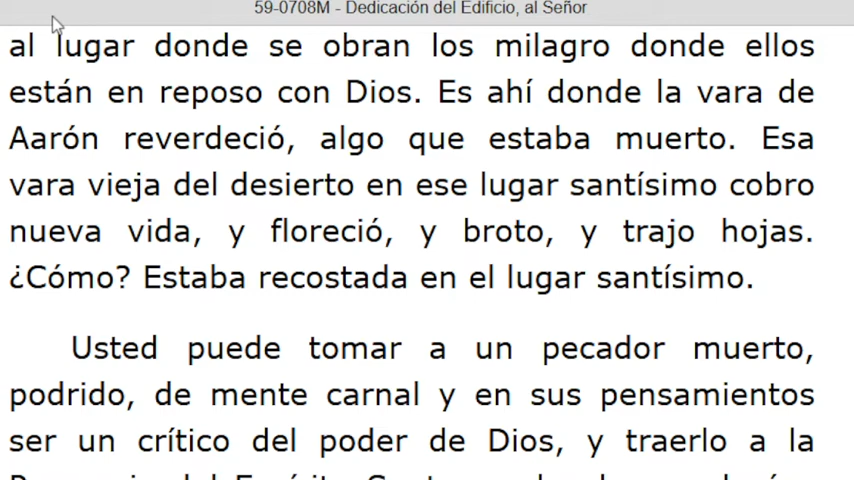 59-0708M - Dedicación del Edificio, al Señor
al lugar donde se obran los milagro donde ellos
están en reposo con Dios. Es ahí donde la vara de
Aarón reverdeció, algo que estaba muerto. Esa
vara vieja del desierto en ese lugar santísimo cobro
nueva vida, y floreció, y broto, y trajo hojas.
¿Cómo? Estaba recostada en el lugar santísimo.
Usted puede tomar a un pecador muerto,
podrido, de mente carnal y en sus pensamientos
ser un crítico del poder de Dios, y traerlo a la